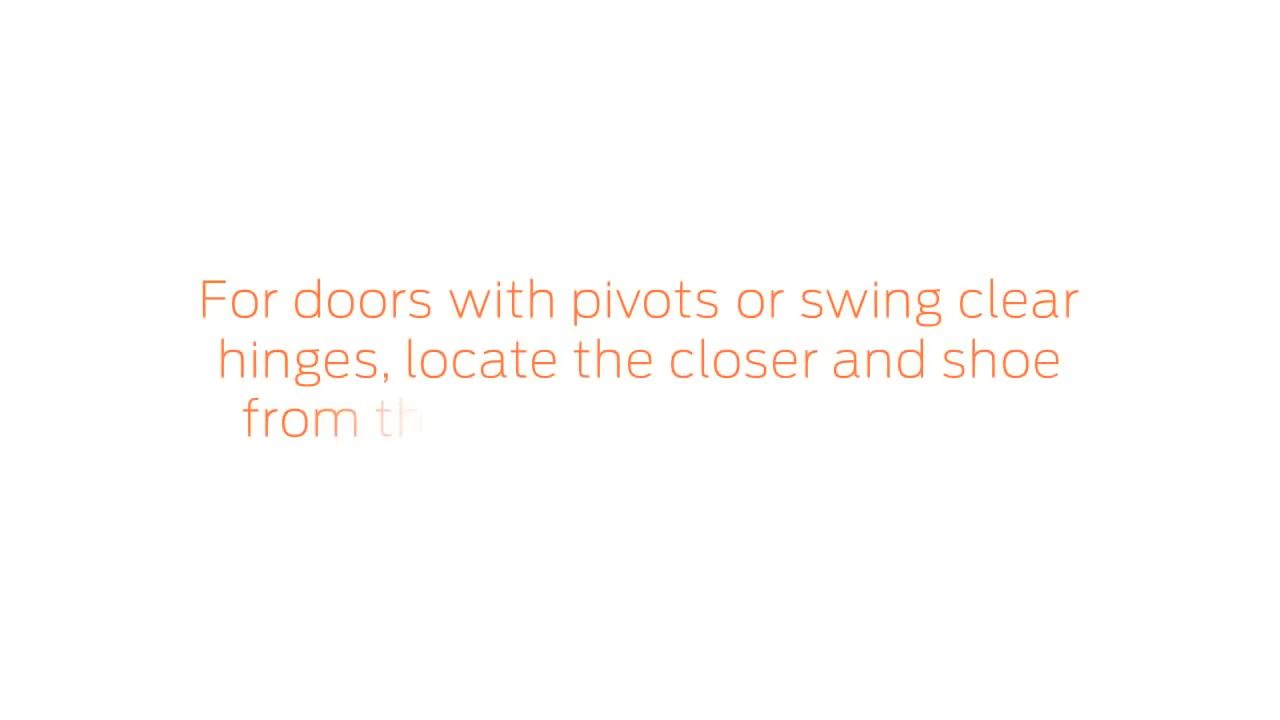 For doors with pivots or swing clear
hinges, locate the closer and shoe
from